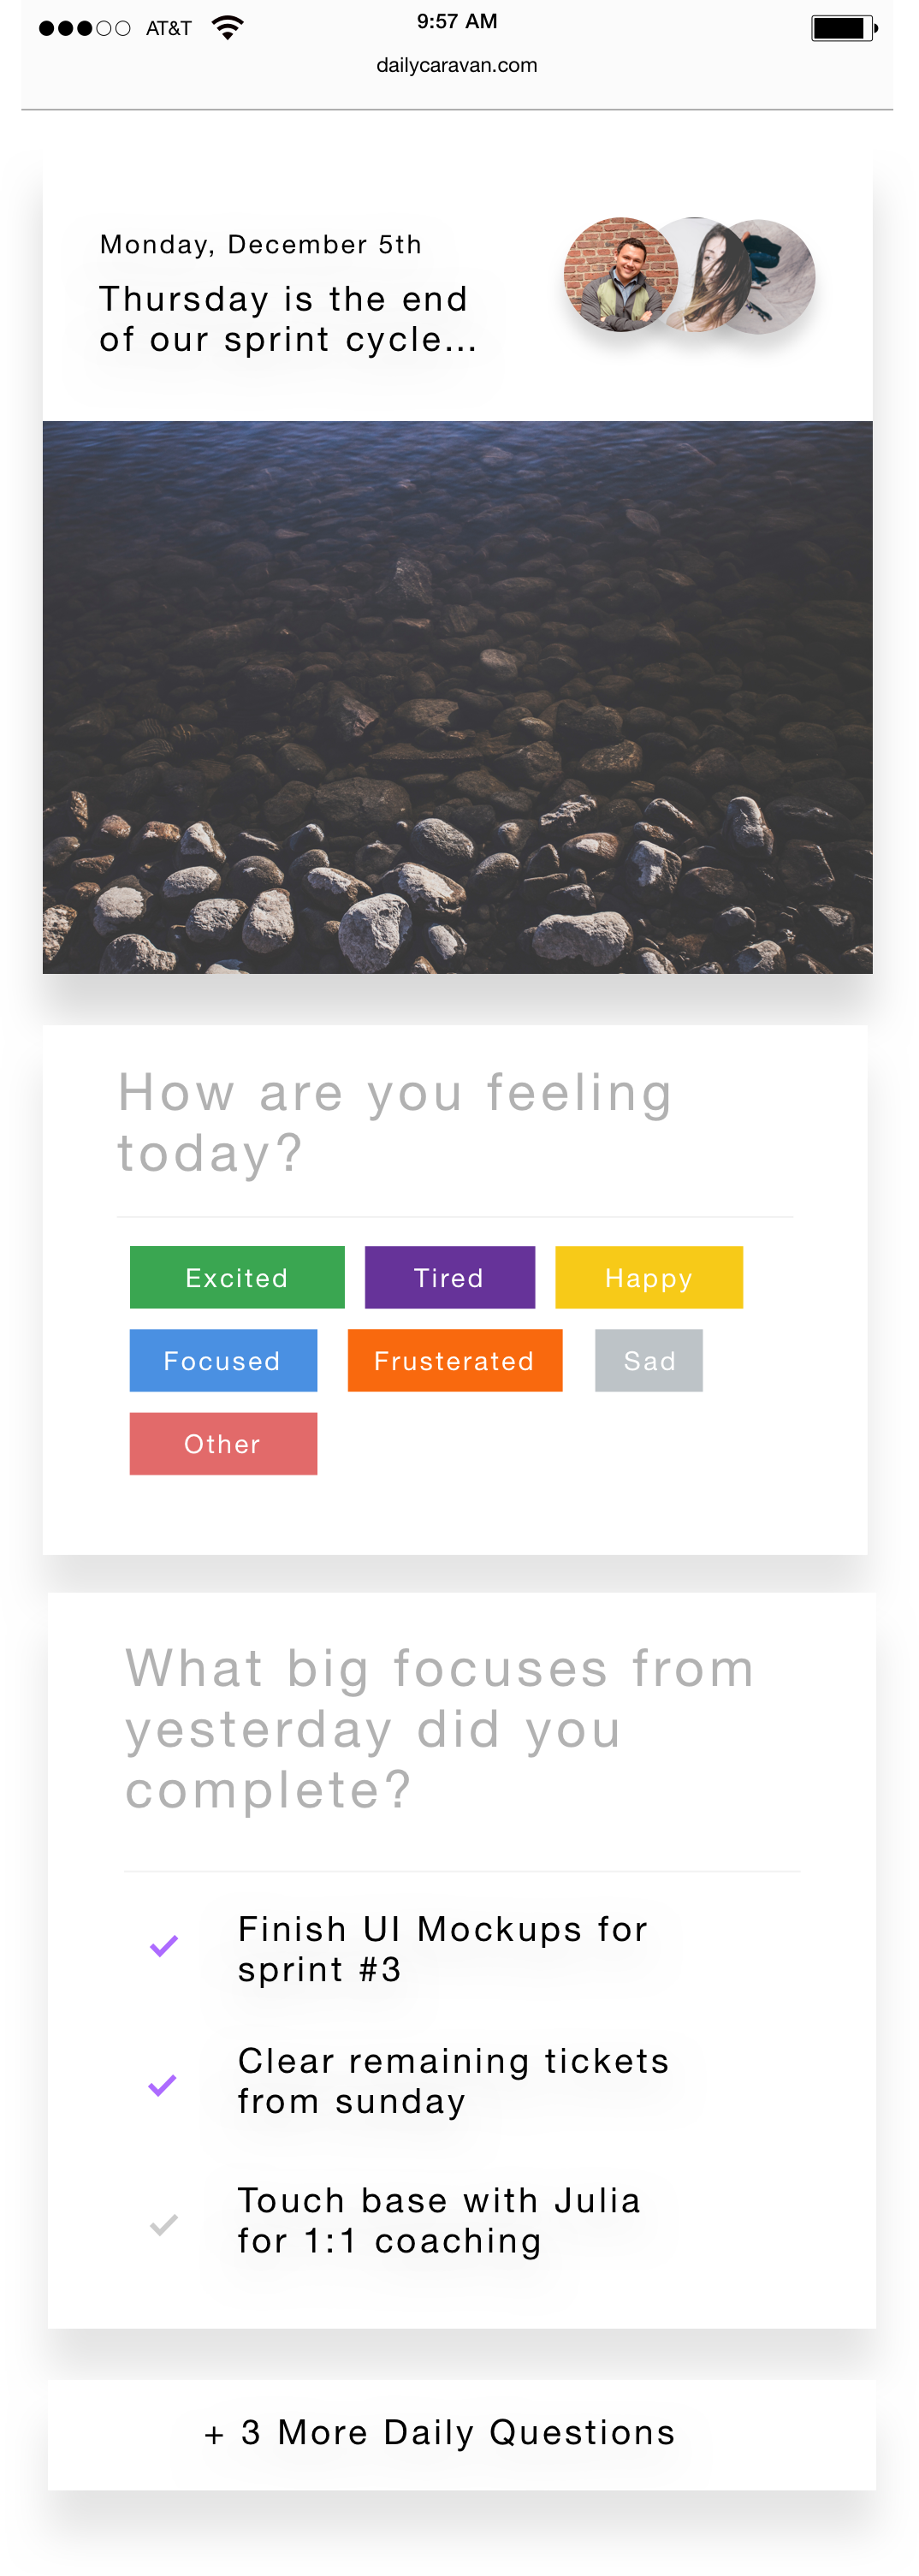 AT&T 9:57 AM
dailycaravan.com
Monday, December 5th
Thursday is the end
of our sprint cycle...
How are you feeling
today?
Excited Tired Happy
Focused Frusterated Sad
Other
What big focuses from
yesterday did you
complete?
Finish UI Mockups for
sprint #3
Clear remaining tickets
from sunday
Touch base with Julia
for 1:1 coaching
+ 3 More Daily Questions